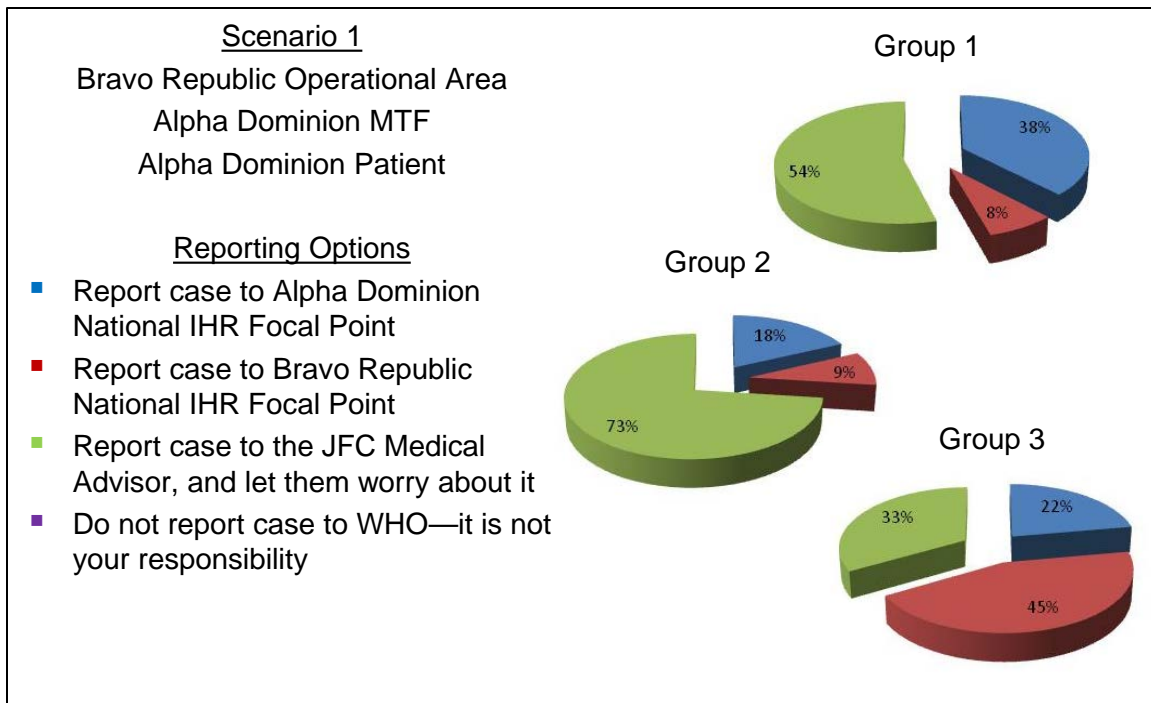 Scenario 1
Bravo Republic Operational Area
Alpha Dominion MTF
Alpha Dominion Patient
Reporting Options
Report case to Alpha Dominion
National IHR Focal Point
Report case to Bravo Republic
National IHR Focal Point
Report case to the JFC Medical
Advisor, and let them worry about it
Do not report case to WHO—it is not
your responsibility
Group 1
38%
54%
8%
Group 2
18%
9%
73%
Group 3
22%
33%
45%